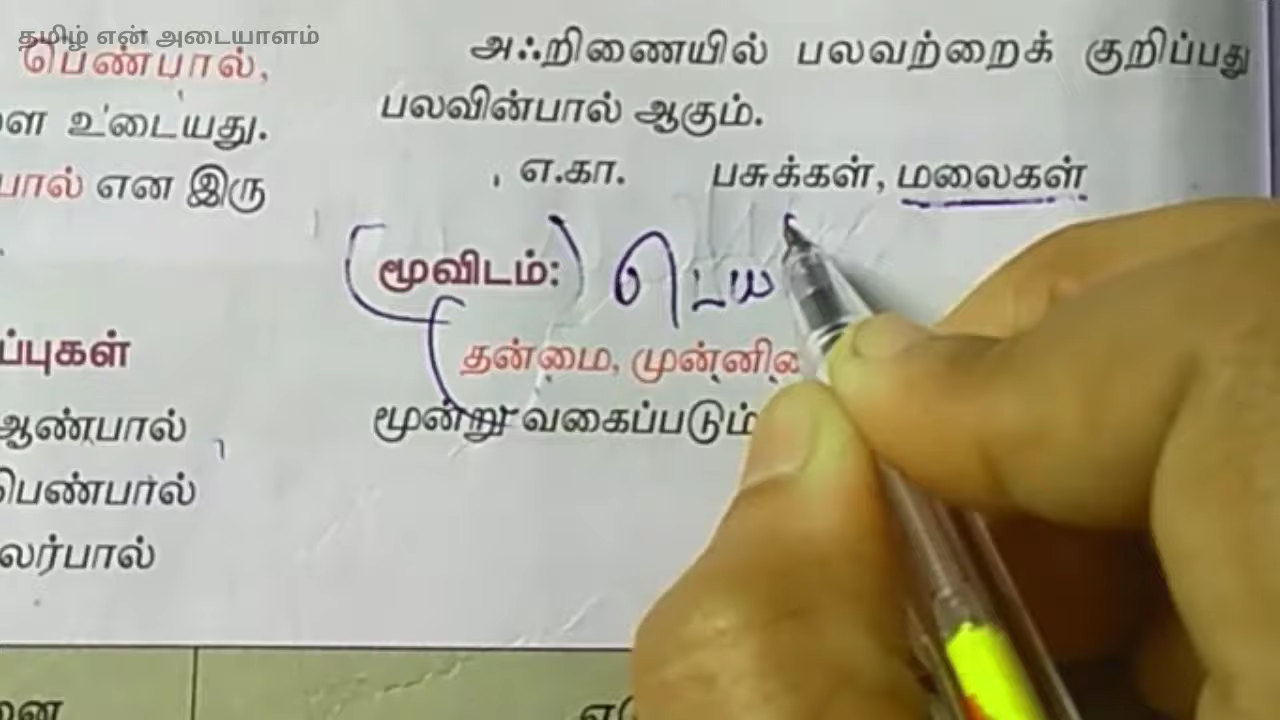 தமிழ் என் அடையாளம்
பெண்பால்,
உடையது.
பால் என இரு
ப்புகள்
ஆண்பால்
பெண்பால்
லர்பால்
அஃறிணையில் பலவற்றைக் குறிப்பது
பலவின்பால் ஆகும்.
எ.கா. பசுக்கள், மலைகள்
மூவிடம்: பெய
தன்மை, முன்னில
மூன்று வகைப்படும்